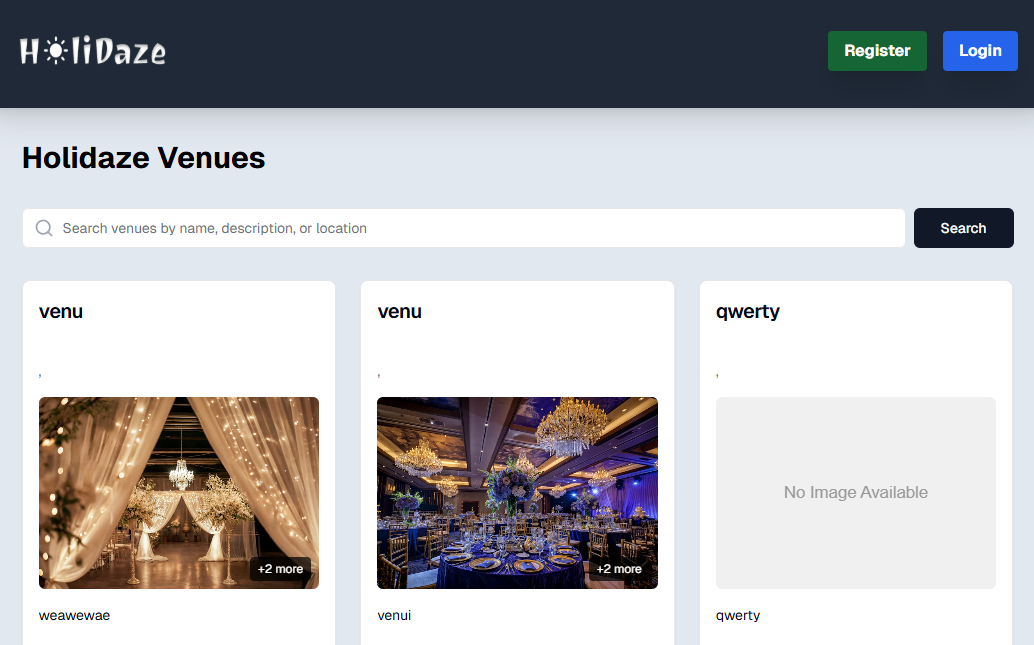 HoliDaze
Register
Login
Holidaze Venues
Search venues by name, description, or location
Search
venu
venu
qwerty
,
,
,
+2 more
+2 more
No Image Available
weawewae
venui
qwerty